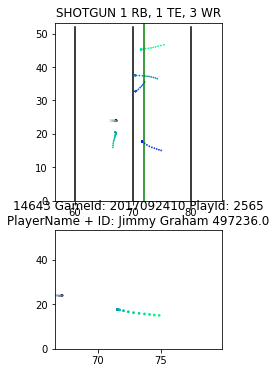 SHOTGUN 1 RB, 1 TE, 3 WR
50
40
30
20
10
0
60 70 80
14643 GameId: 2017092410 PlayId: 2565
PlayerName + ID: Jimmy Graham 497236.0
40
20
0
70 75